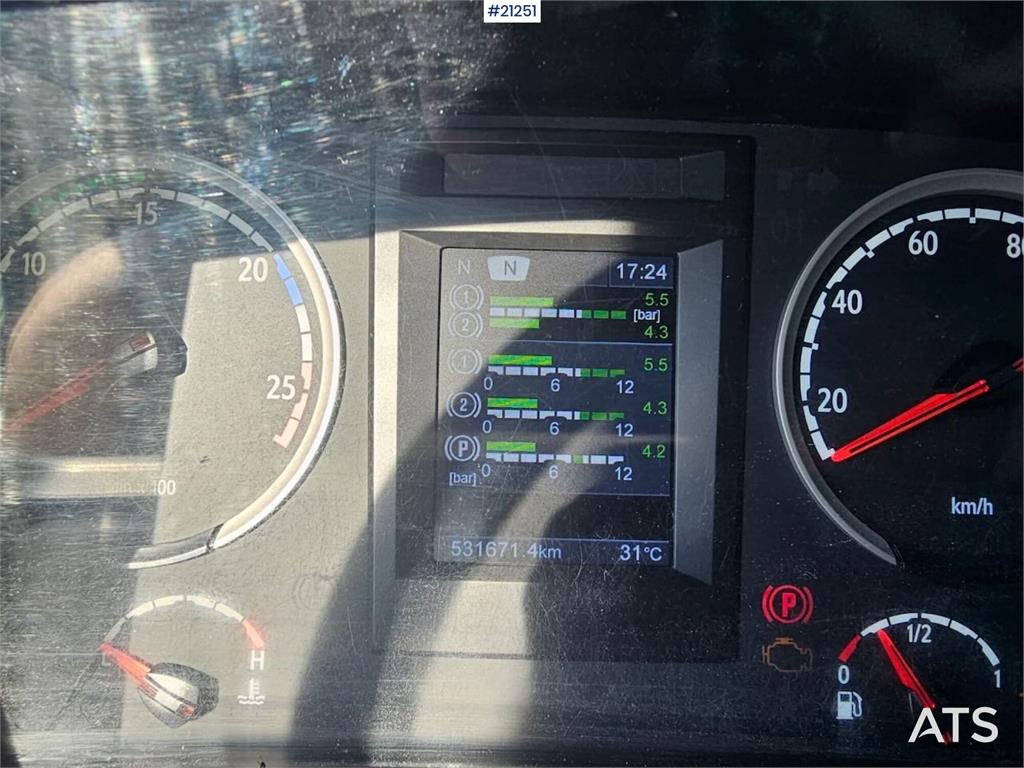 #21251
10 15 20 25
x 100
H
N N 17:24
1 5.5
[bar]
2 4.3
1 5.5
0 6 12
2 4.3
0 6 12
P 4.2
[bar] 0 6 12
531671.4km 31°C
20 40 60
km/h
P
0 1/2 1
ATS